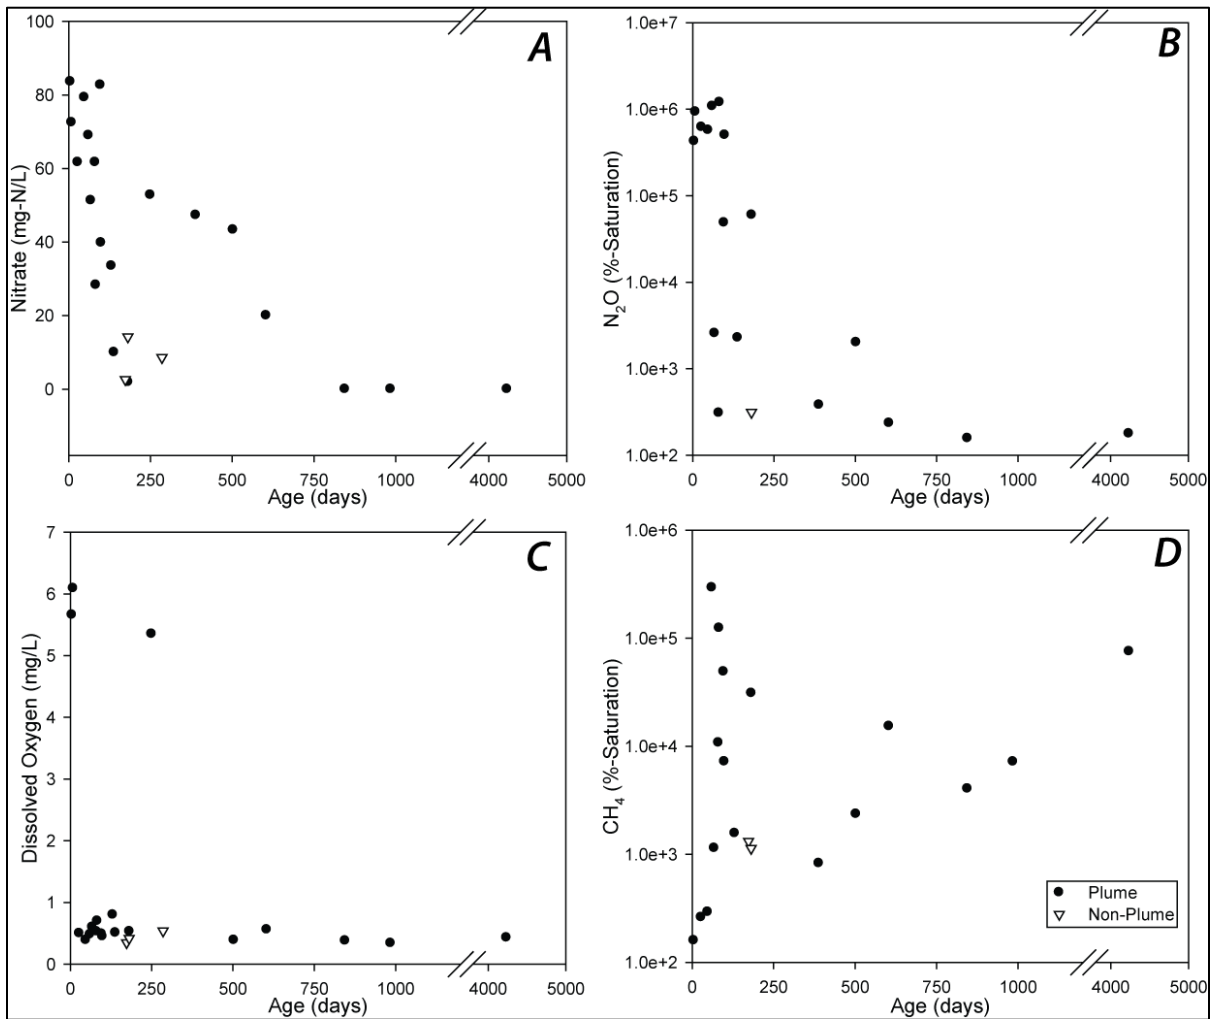 A
100
80
60
40
20
0
Nitrate (mg-N/L)
0 250 500 750 1000 4000 5000
Age (days)
B
1.0e+7
1.0e+6
1.0e+5
1.0e+4
1.0e+3
1.0e+2
N₂O (%-Saturation)
0 250 500 750 1000 4000 5000
Age (days)
C
7
6
5
4
3
2
1
0
Dissolved Oxygen (mg/L)
0 250 500 750 1000 4000 5000
Age (days)
D
1.0e+6
1.0e+5
1.0e+4
1.0e+3
1.0e+2
CH₄ (%-Saturation)
Plume
Non-Plume
0 250 500 750 1000 4000 5000
Age (days)